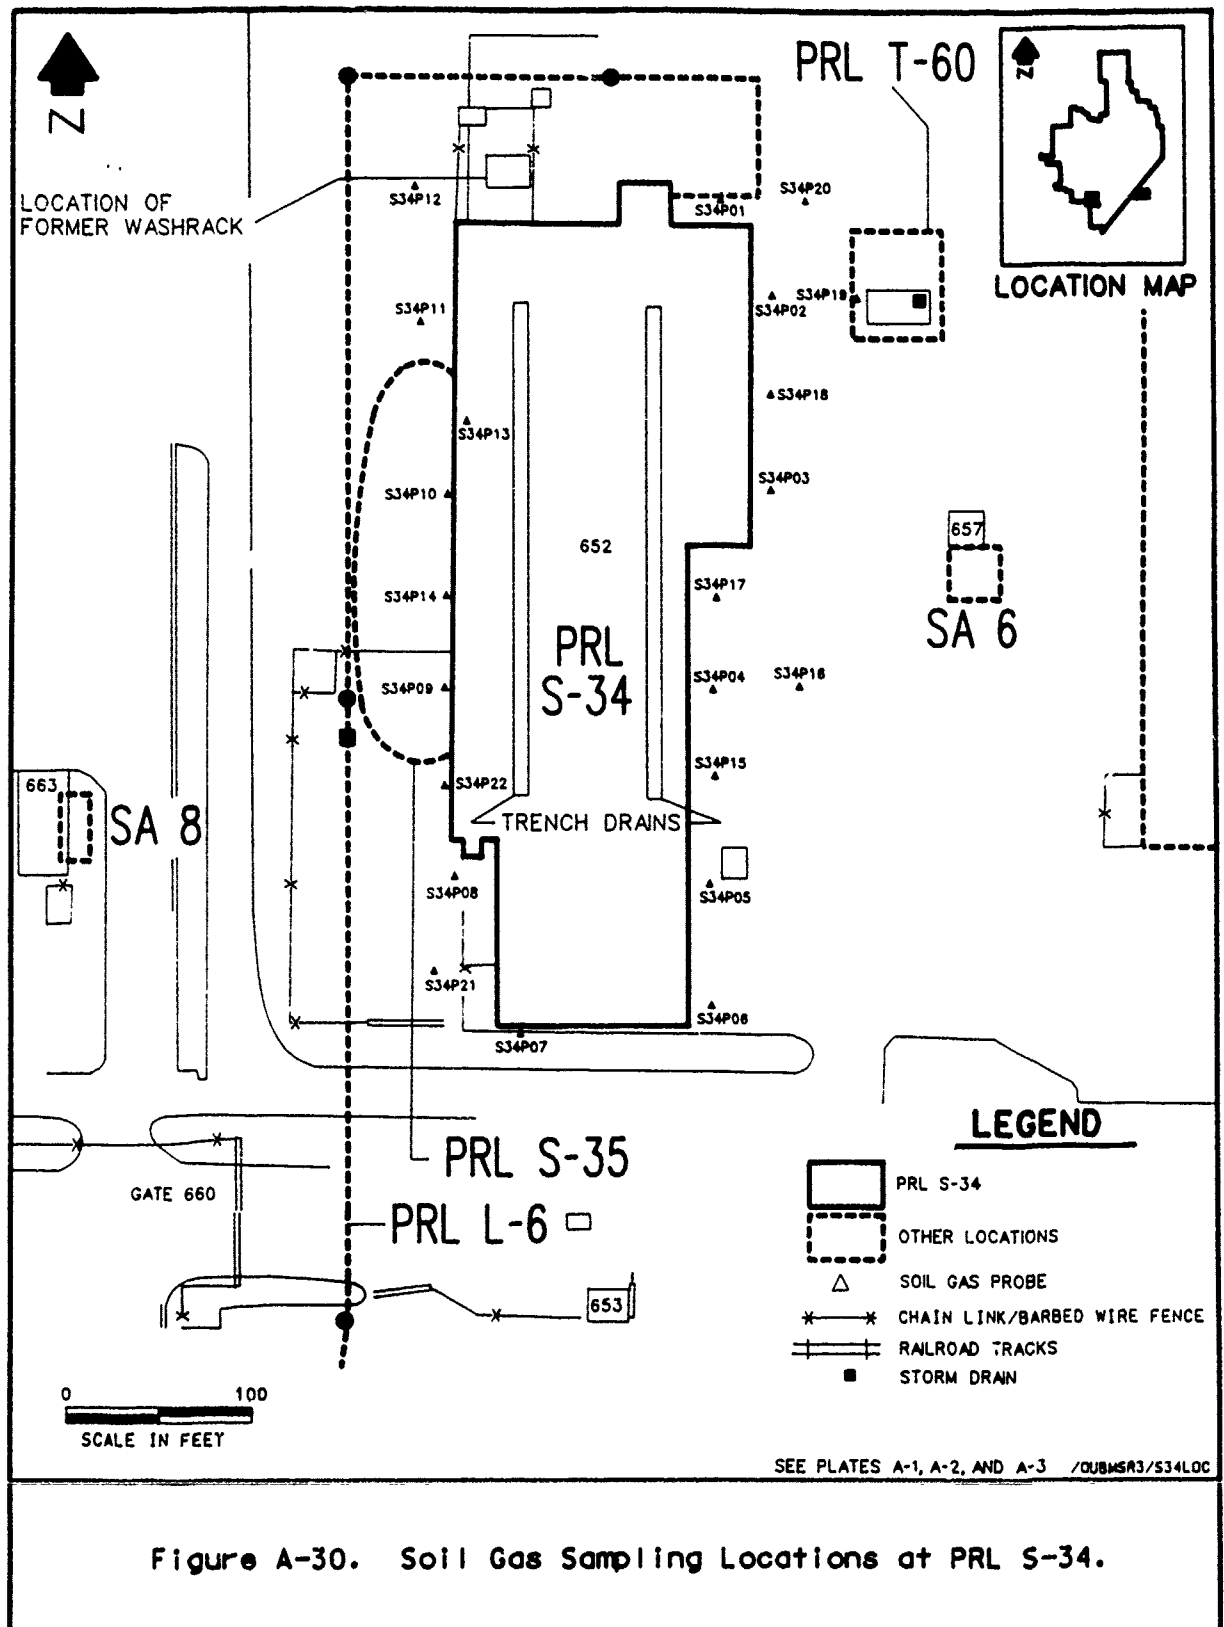 PRL T-60
N
N
LOCATION MAP
LOCATION OF
FORMER WASHRACK
S34P12
S34P01
S34P20
S34P11
S34P02
S34P19
S34P18
S34P13
S34P10
S34P03
652
657
S34P14
S34P17
SA 6
PRL
S-34
S34P09
S34P04
S34P16
S34P22
S34P15
663
SA 8
TRENCH DRAINS
S34P08
S34P05
S34P21
S34P06
S34P07
LEGEND
PRL S-34
OTHER LOCATIONS
SOIL GAS PROBE
CHAIN LINK/BARBED WIRE FENCE
RAILROAD TRACKS
STORM DRAIN
PRL S-35
GATE 660
PRL L-6
653
0 100
SCALE IN FEET
SEE PLATES A-1, A-2, AND A-3 /OUBMSR3/S34LOC
Figure A-30. Soil Gas Sampling Locations at PRL S-34.